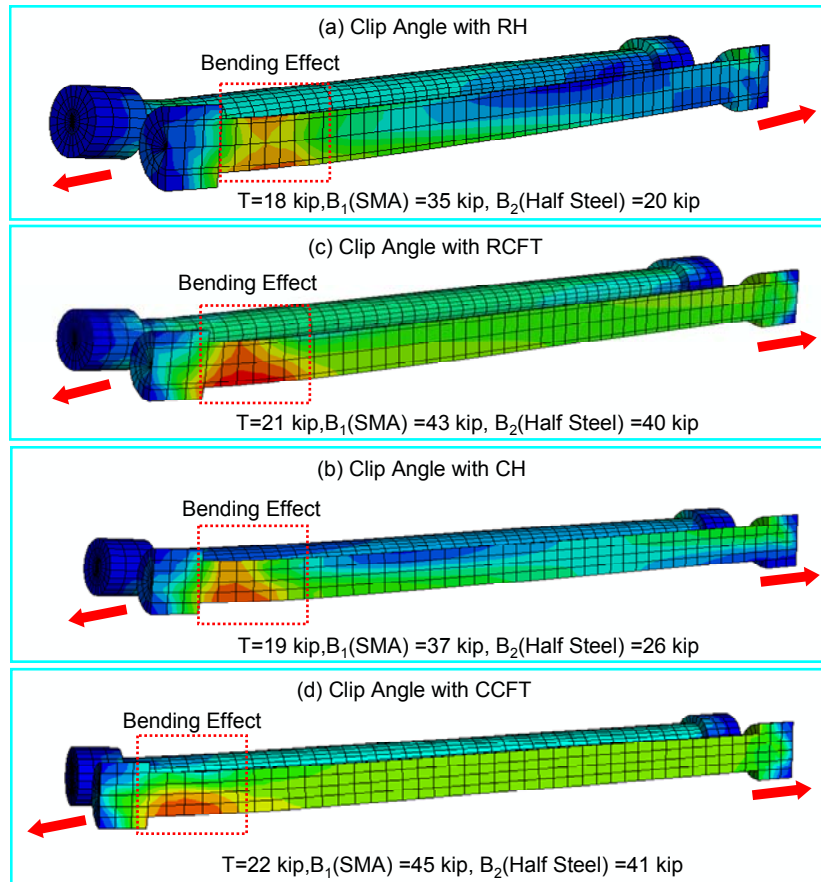 (a) Clip Angle with RH
Bending Effect
T=18 kip,B₁(SMA) =35 kip, B₂(Half Steel) =20 kip
(c) Clip Angle with RCFT
Bending Effect
T=21 kip,B₁(SMA) =43 kip, B₂(Half Steel) =40 kip
(b) Clip Angle with CH
Bending Effect
T=19 kip,B₁(SMA) =37 kip, B₂(Half Steel) =26 kip
(d) Clip Angle with CCFT
Bending Effect
T=22 kip,B₁(SMA) =45 kip, B₂(Half Steel) =41 kip